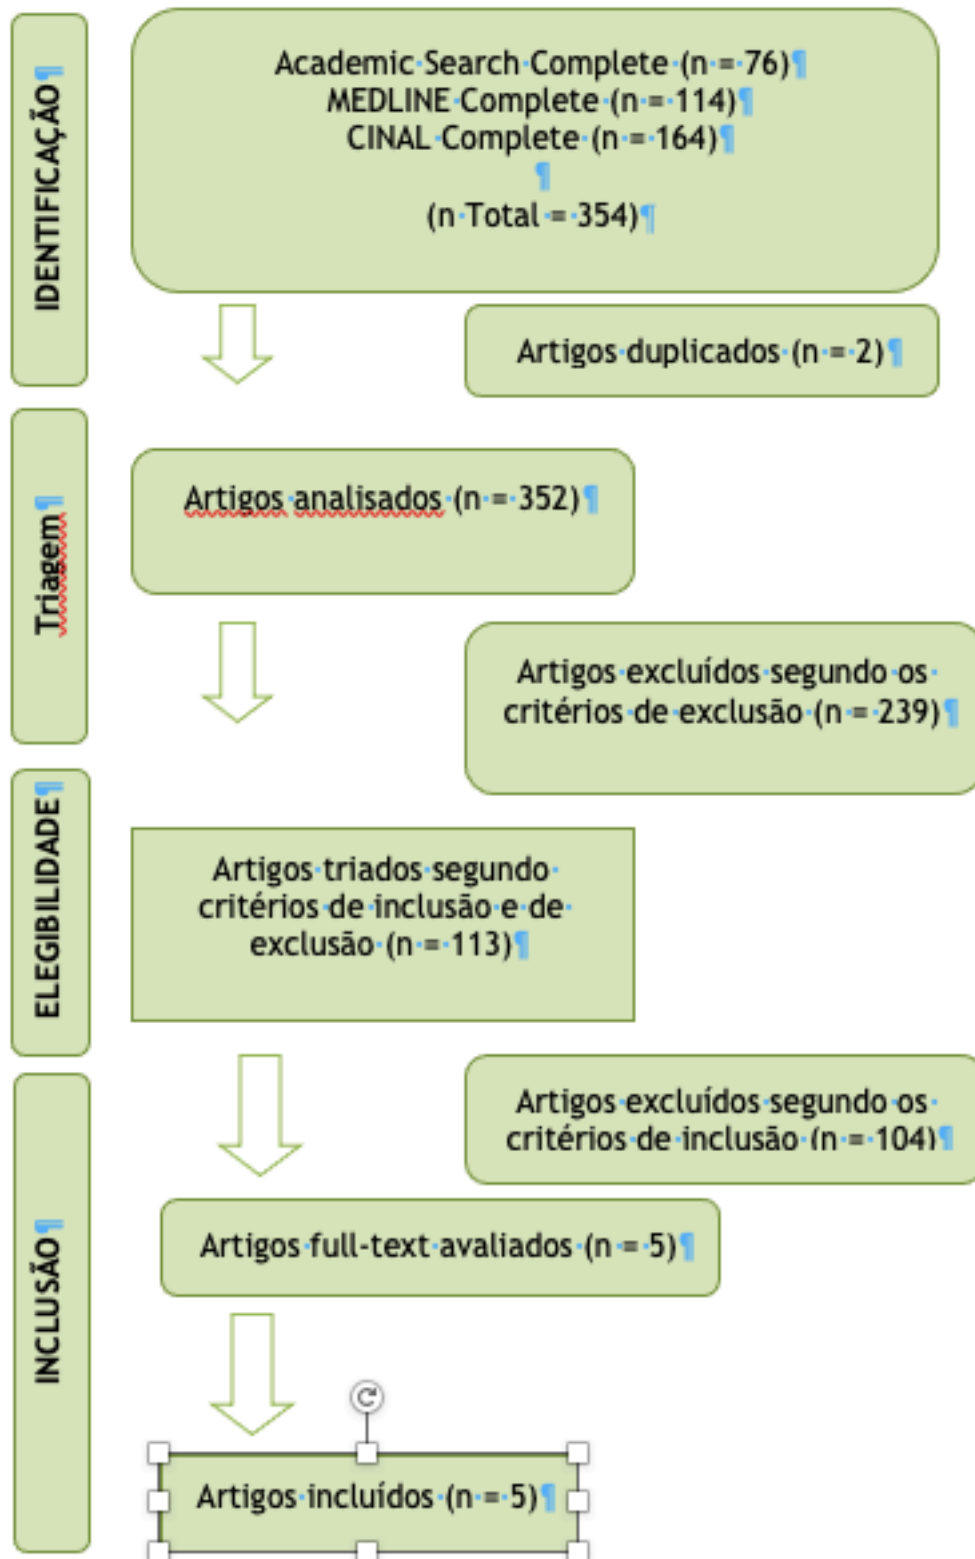 IDENTIFICAÇÃO
Academic Search Complete (n = 76)
MEDLINE Complete (n = 114)
CINAL Complete (n = 164)
(n Total = 354)
Artigos duplicados (n = 2)
Triagem
Artigos analisados (n = 352)
Artigos excluídos segundo os
critérios de exclusão (n = 239)
ELEGIBILIDADE
Artigos triados segundo
critérios de inclusão e de
exclusão (n = 113)
Artigos excluídos segundo os
critérios de inclusão (n = 104)
INCLUSÃO
Artigos full-text avaliados (n = 5)
Artigos incluídos (n = 5)